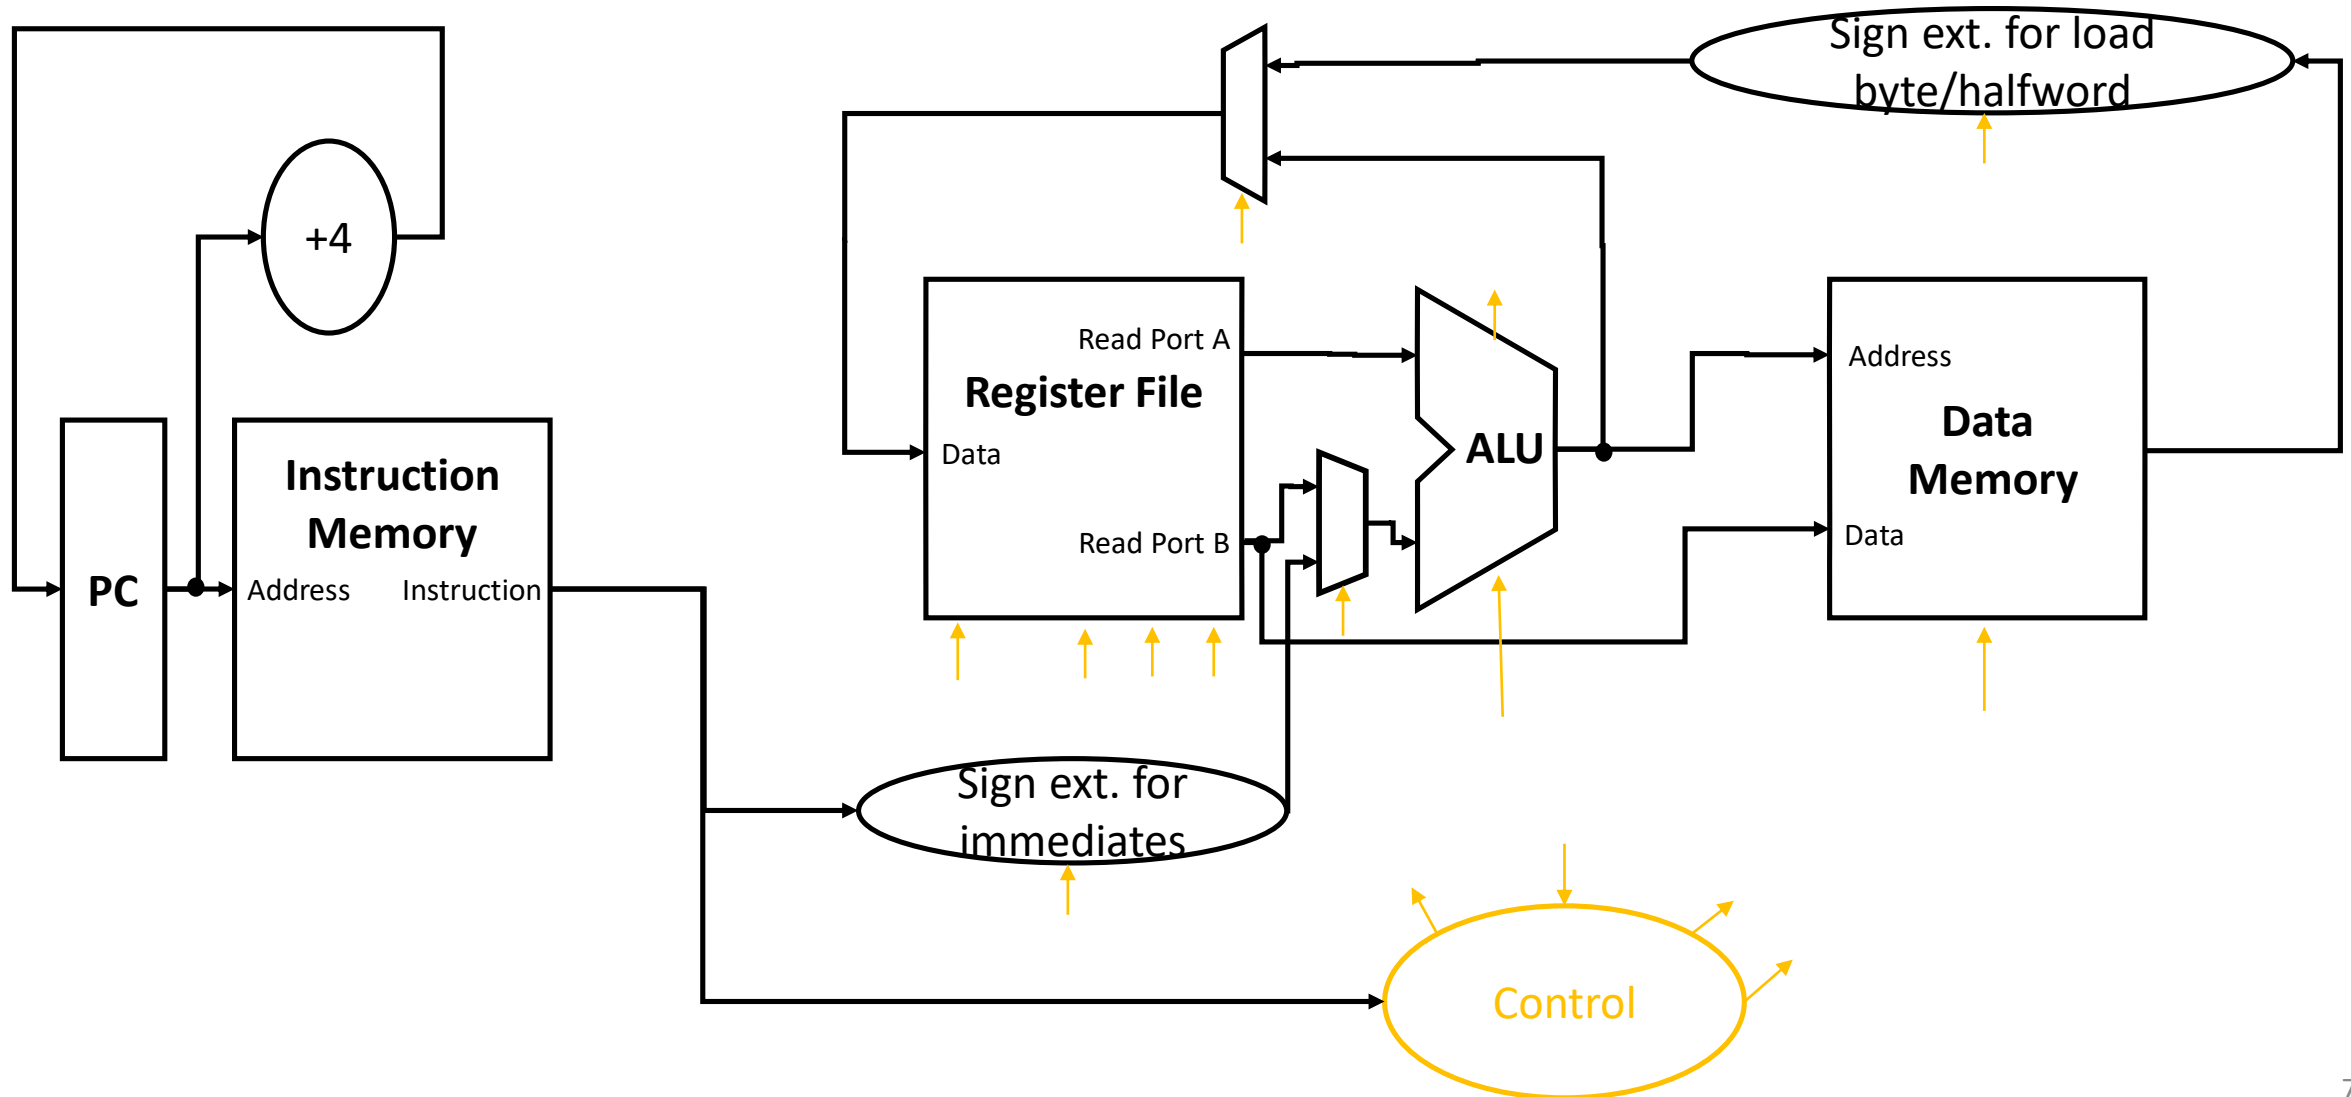 Sign ext. for load
byte/halfword
+4
Read Port A
Register File
Data
Read Port B
ALU
Address
Data
Memory
Data
PC
Instruction
Memory
Address
Instruction
Sign ext. for
immediates
Control